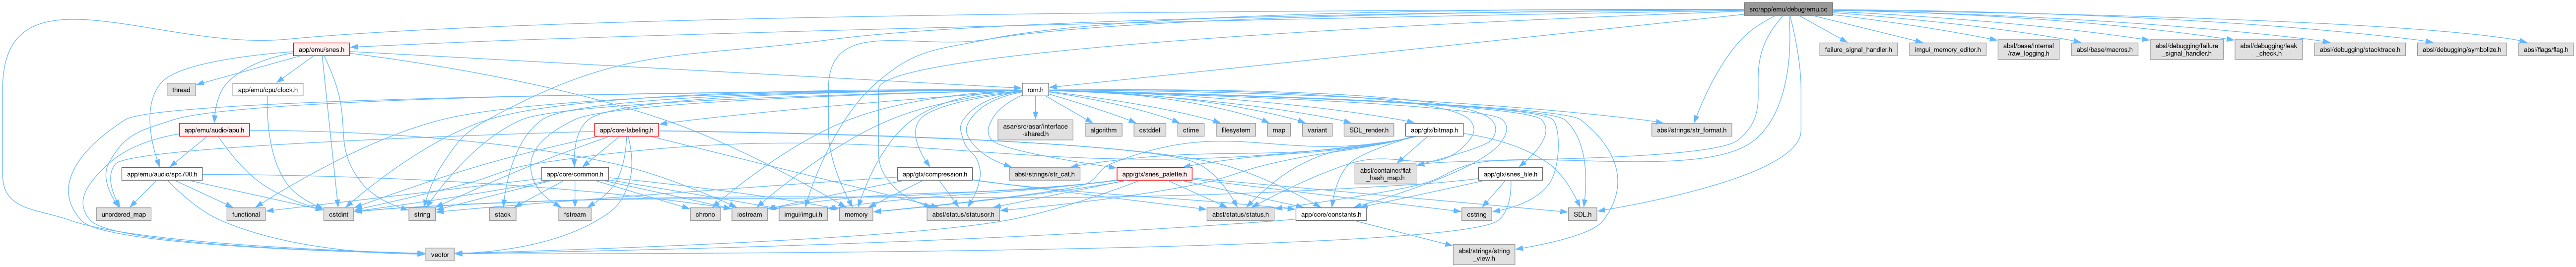 src/app/emu/debug/emu.cc
app/emu/snes.h
failure_signal_handler.h
imgui_memory_editor.h
absl/base/internal
/raw_logging.h
absl/base/macros.h
absl/debugging/failure
_signal_handler.h
absl/debugging/leak
_check.h
absl/debugging/stacktrace.h
absl/debugging/symbolize.h
absl/flags/flag.h
thread
app/emu/cpu/clock.h
rom.h
app/emu/audio/apu.h
asar/src/asar/interface
-shared.h
app/core/labeling.h
algorithm
cstddef
ctime
filesystem
map
variant
SDL_render.h
app/gfx/bitmap.h
absl/strings/str_format.h
app/emu/audio/spc700.h
app/core/common.h
app/gfx/compression.h
absl/strings/str_cat.h
app/gfx/snes_palette.h
absl/container/flat
_hash_map.h
app/gfx/snes_tile.h
unordered_map
functional
cstdint
string
stack
fstream
chrono
iostream
imgui/imgui.h
memory
absl/status/statusor.h
absl/status/status.h
app/core/constants.h
cstring
SDL.h
vector
absl/strings/string
_view.h